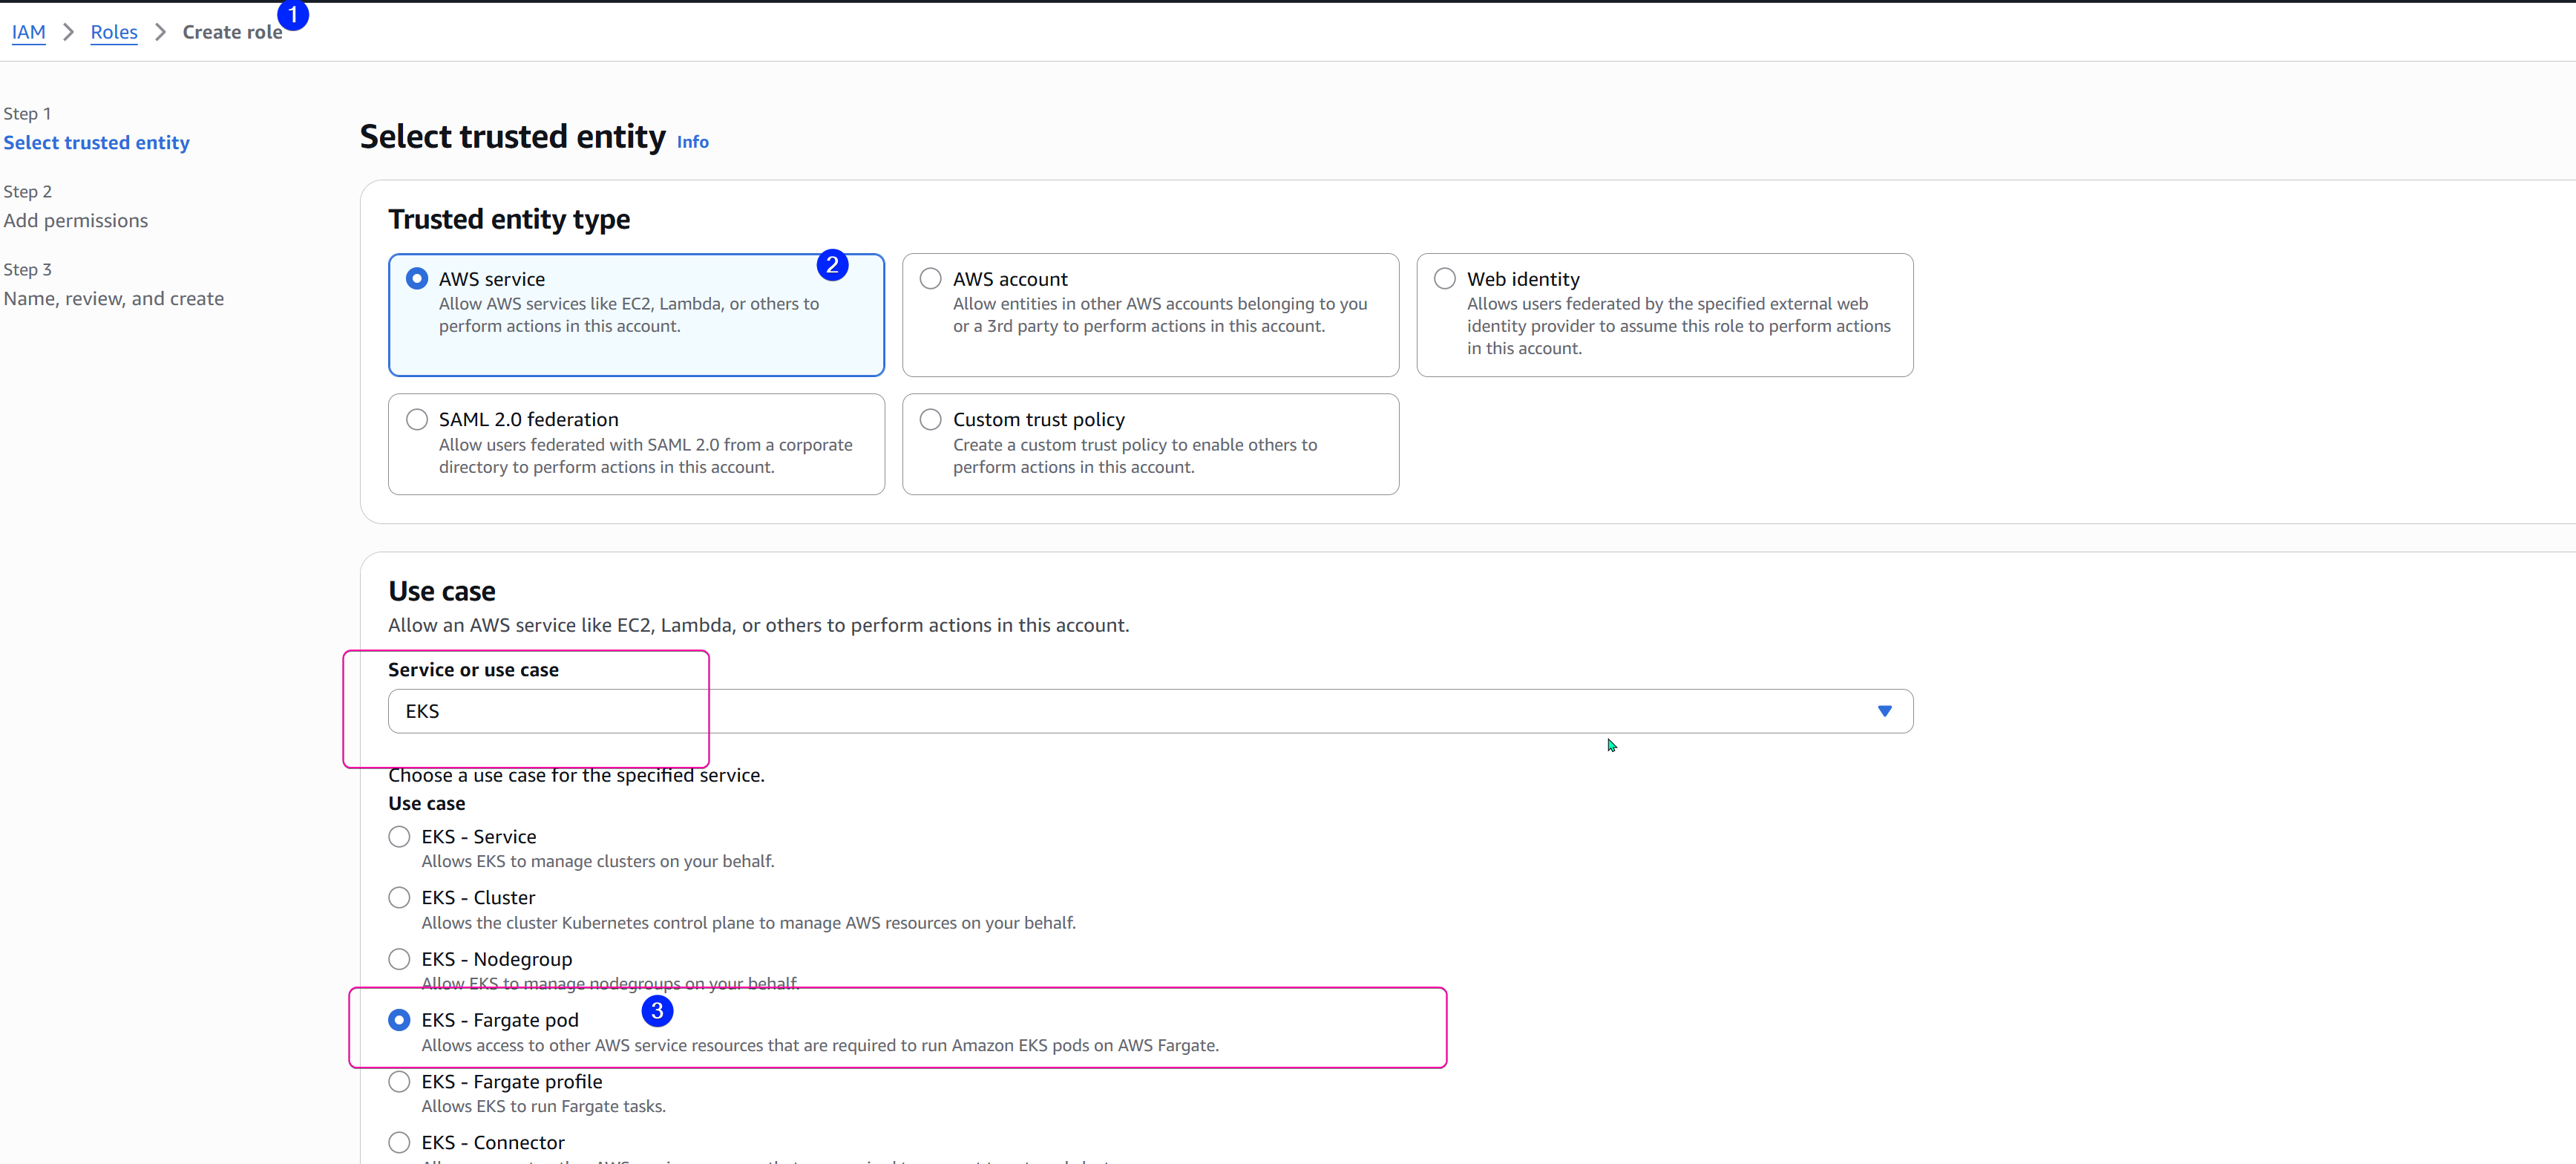 IAM > Roles > Create role
1
Step 1
Select trusted entity
Step 2
Add permissions
Step 3
Name, review, and create
Select trusted entity Info
Trusted entity type
AWS service
2
Allow AWS services like EC2, Lambda, or others to
perform actions in this account.
AWS account
Allow entities in other AWS accounts belonging to you
or a 3rd party to perform actions in this account.
Web identity
Allows users federated by the specified external web
identity provider to assume this role to perform actions
in this account.
SAML 2.0 federation
Allow users federated with SAML 2.0 from a corporate
directory to perform actions in this account.
Custom trust policy
Create a custom trust policy to enable others to
perform actions in this account.
Use case
Allow an AWS service like EC2, Lambda, or others to perform actions in this account.
Service or use case
EKS
Choose a use case for the specified service.
Use case
EKS - Service
Allows EKS to manage clusters on your behalf.
EKS - Cluster
Allows the cluster Kubernetes control plane to manage AWS resources on your behalf.
EKS - Nodegroup
Allow EKS to manage nodegroups on your behalf.
EKS - Fargate pod
3
Allows access to other AWS service resources that are required to run Amazon EKS pods on AWS Fargate.
EKS - Fargate profile
Allows EKS to run Fargate tasks.
EKS - Connector